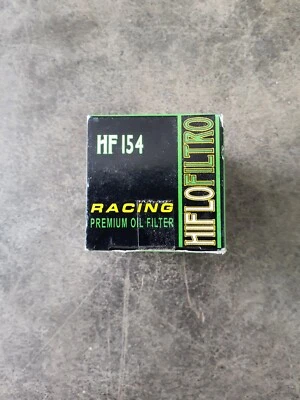 HF 154
RACING
PREMIUM OIL FILTER
HIFLOFILTRO